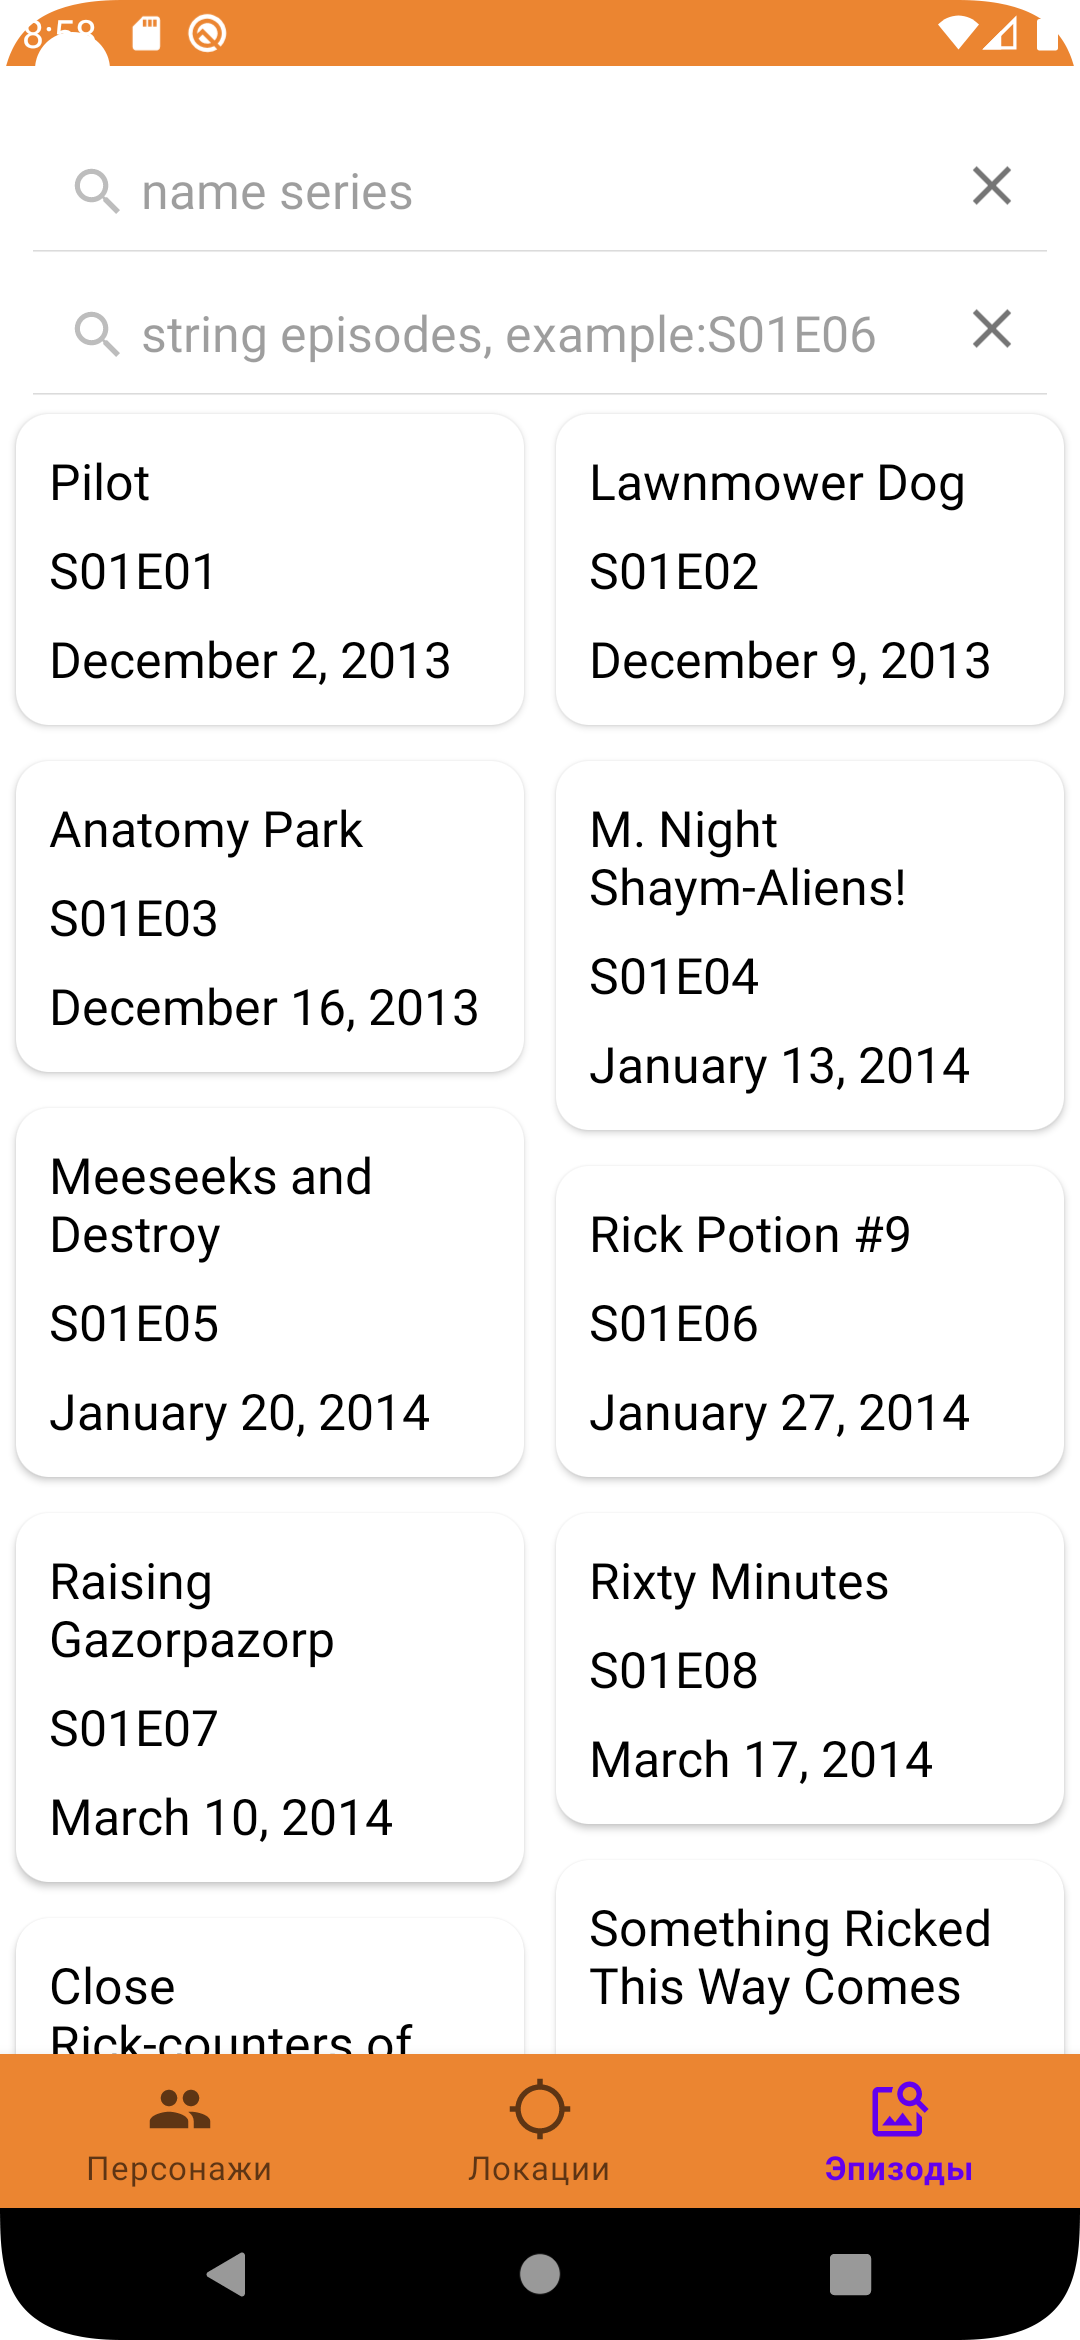 8:58
name series
string episodes, example:S01E06
Pilot
S01E01
December 2, 2013
Lawnmower Dog
S01E02
December 9, 2013
Anatomy Park
S01E03
December 16, 2013
M. Night
Shaym-Aliens!
S01E04
January 13, 2014
Meeseeks and
Destroy
S01E05
January 20, 2014
Rick Potion #9
S01E06
January 27, 2014
Raising
Gazorpazorp
S01E07
March 10, 2014
Rixty Minutes
S01E08
March 17, 2014
Close
Rick-counters of
Something Ricked
This Way Comes
Персонажи
Локации
Эпизоды